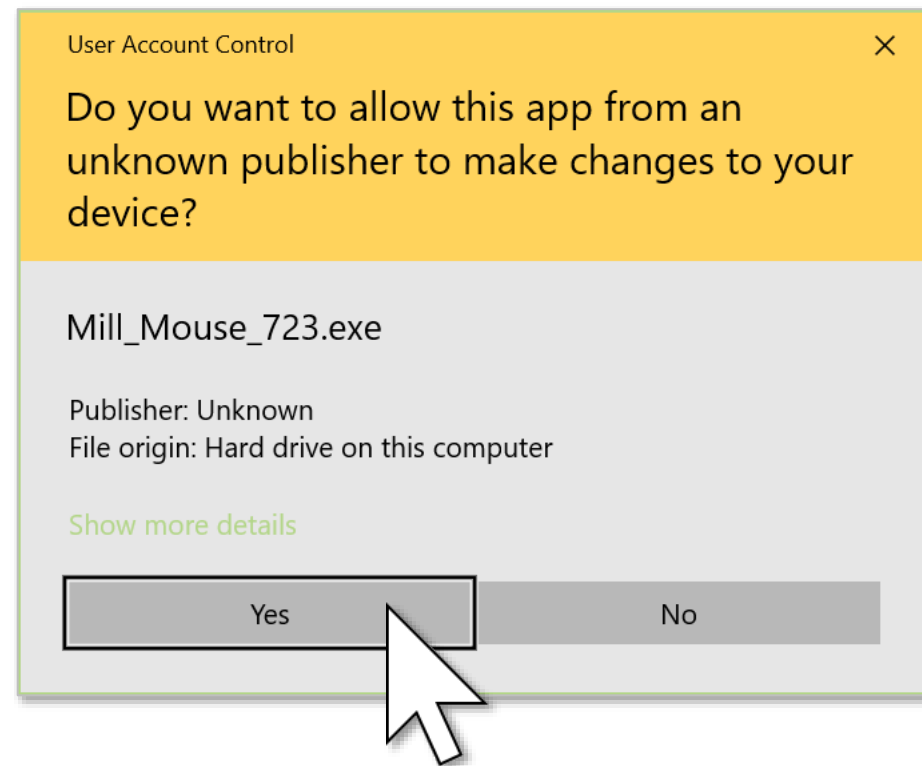 User Account Control
Do you want to allow this app from an
unknown publisher to make changes to your
device?
Mill_Mouse_723.exe
Publisher: Unknown
File origin: Hard drive on this computer
Show more details
Yes
No